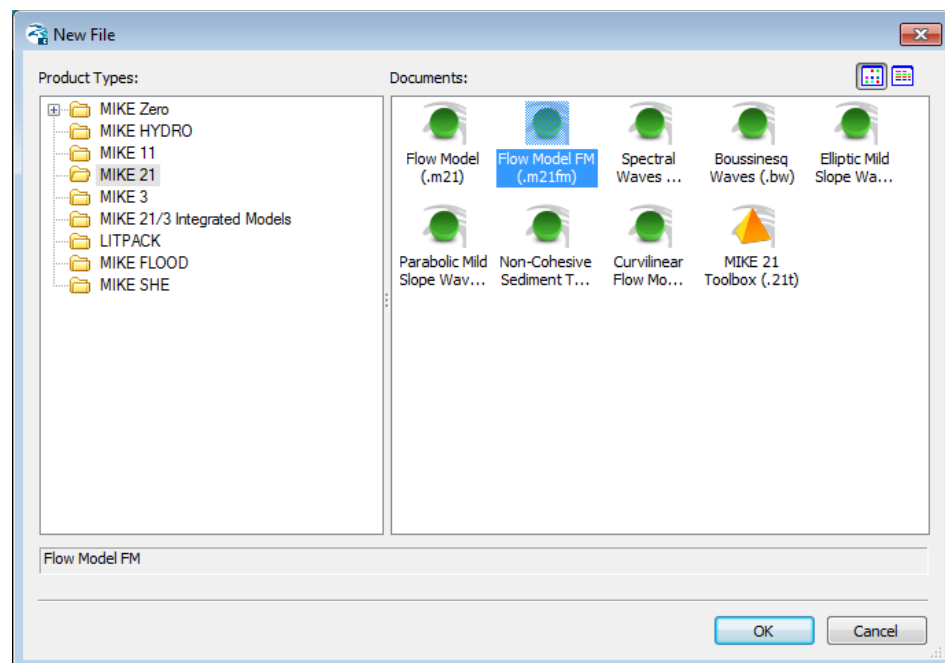 New File
Product Types:
MIKE Zero
MIKE HYDRO
MIKE 11
MIKE 21
MIKE 3
MIKE 21/3 Integrated Models
LITPACK
MIKE FLOOD
MIKE SHE
Documents:
Flow Model
(.m21)
Flow Model FM
(.m21fm)
Spectral
Waves ...
Boussinesq
Waves (.bw)
Elliptic Mild
Slope Wa...
Parabolic Mild
Slope Wav...
Non-Cohesive
Sediment T...
Curvilinear
Flow Mo...
MIKE 21
Toolbox (.21t)
Flow Model FM
OK
Cancel